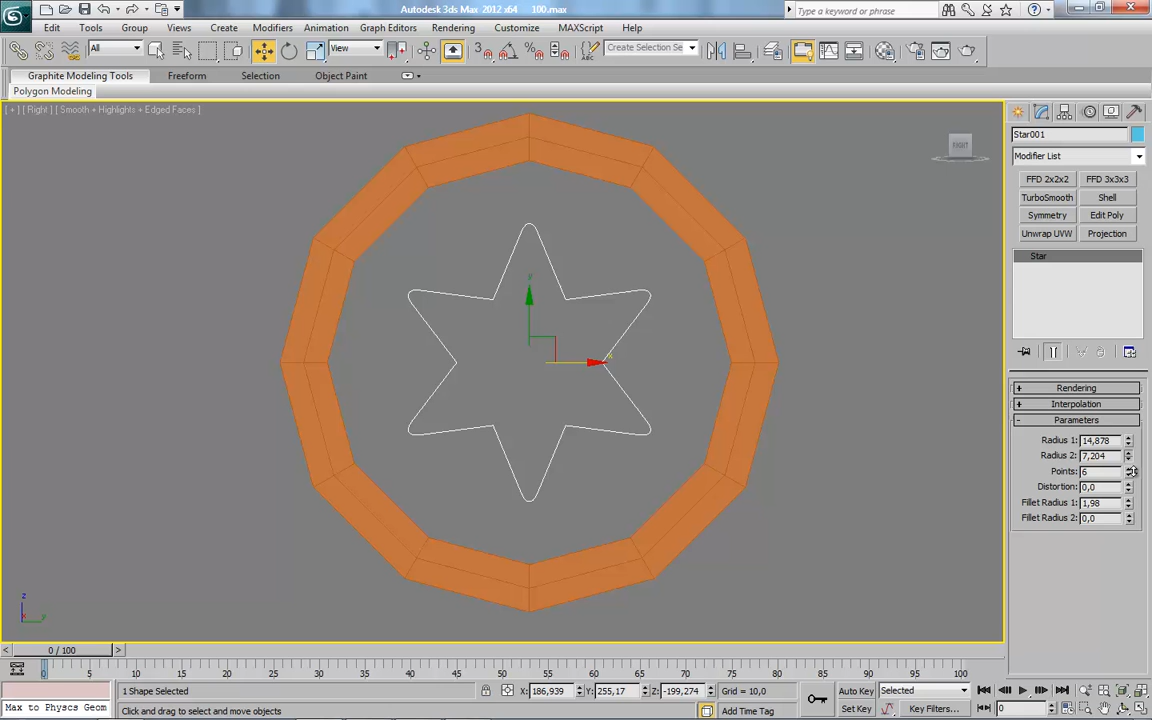 Autodesk 3ds Max 2012 x64    100.max
Type a keyword or phrase
Edit Tools Group Views Create Modifiers Animation Graph Editors Rendering Customize MAXScript Help
All View Create Selection Se
Graphite Modeling Tools Freeform Selection Object Paint
Polygon Modeling
[ + ] [ Right ] [ Smooth + Highlights + Edged Faces ]
RIGHT
Star001
Modifier List
FFD 2x2x2 FFD 3x3x3
TurboSmooth Shell
Symmetry Edit Poly
Unwrap UVW Projection
Star
+ Rendering
+ Interpolation
- Parameters
Radius 1: 14,878
Radius 2: 7,204
Points: 6
Distortion: 0,0
Fillet Radius 1: 1,98
Fillet Radius 2: 0,0
y
x
z
y
< 0 / 100 >
0 5 10 15 20 25 30 35 40 45 50 55 60 65 70 75 80 85 90 95 100
1 Shape Selected X: 186,939 Y: 255,17 Z: -199,274 Grid = 10,0 Auto Key Selected
Max to Physcs Geom Click and drag to select and move objects Add Time Tag Set Key Key Filters... 0